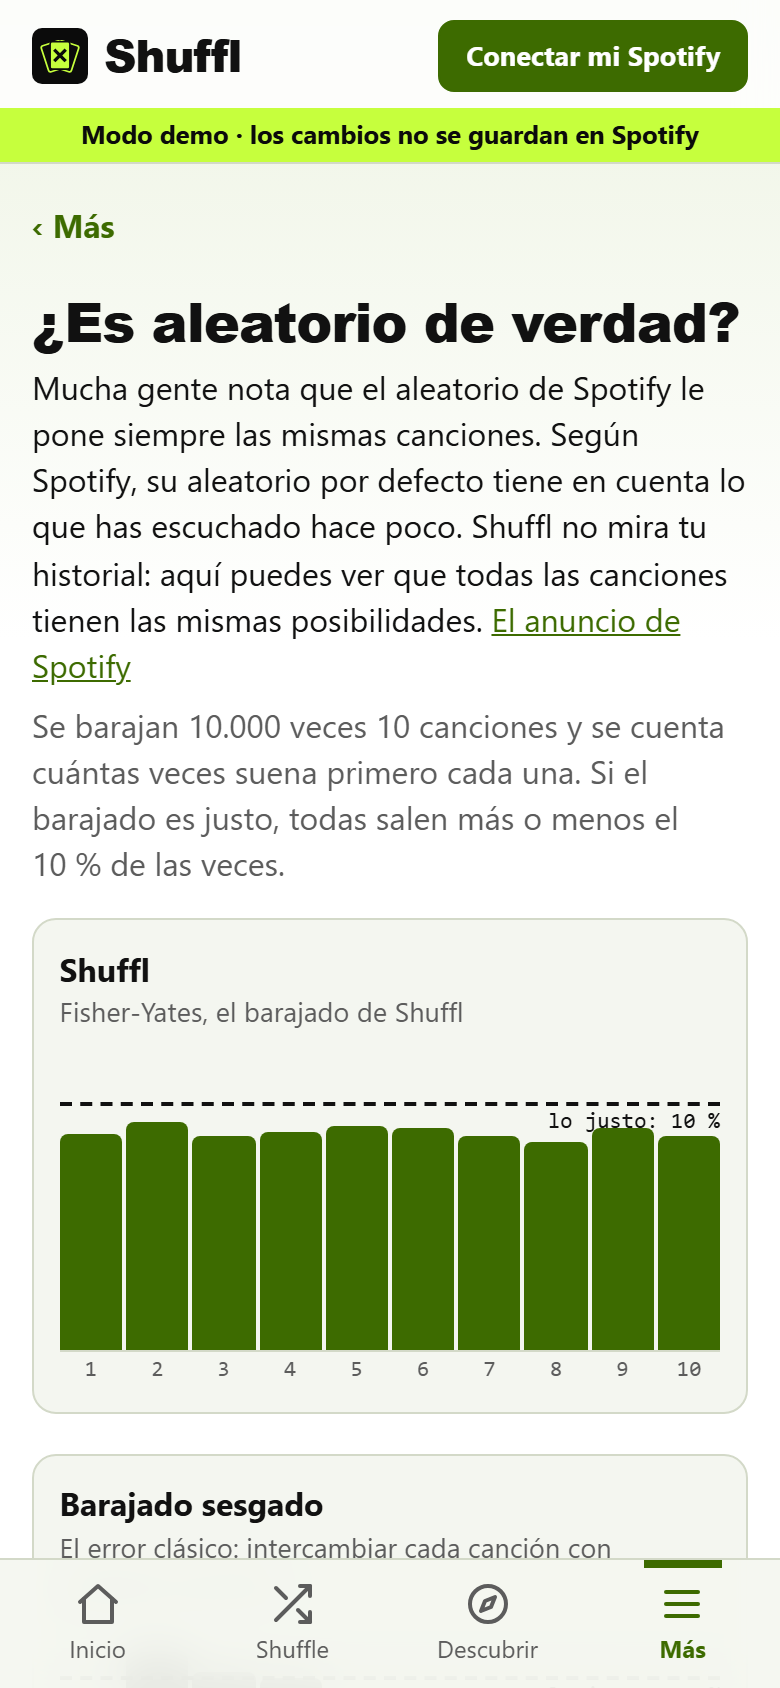 Shuffl
Conectar mi Spotify
Modo demo · los cambios no se guardan en Spotify
‹ Más
¿Es aleatorio de verdad?
Mucha gente nota que el aleatorio de Spotify le
pone siempre las mismas canciones. Según
Spotify, su aleatorio por defecto tiene en cuenta lo
que has escuchado hace poco. Shuffl no mira tu
historial: aquí puedes ver que todas las canciones
tienen las mismas posibilidades. El anuncio de
Spotify
Se barajan 10.000 veces 10 canciones y se cuenta
cuántas veces suena primero cada una. Si el
barajado es justo, todas salen más o menos el
10 % de las veces.
Shuffl
Fisher-Yates, el barajado de Shuffl
lo justo: 10 %
1 2 3 4 5 6 7 8 9 10
Barajado sesgado
El error clásico: intercambiar cada canción con
Inicio Shuffle Descubrir Más